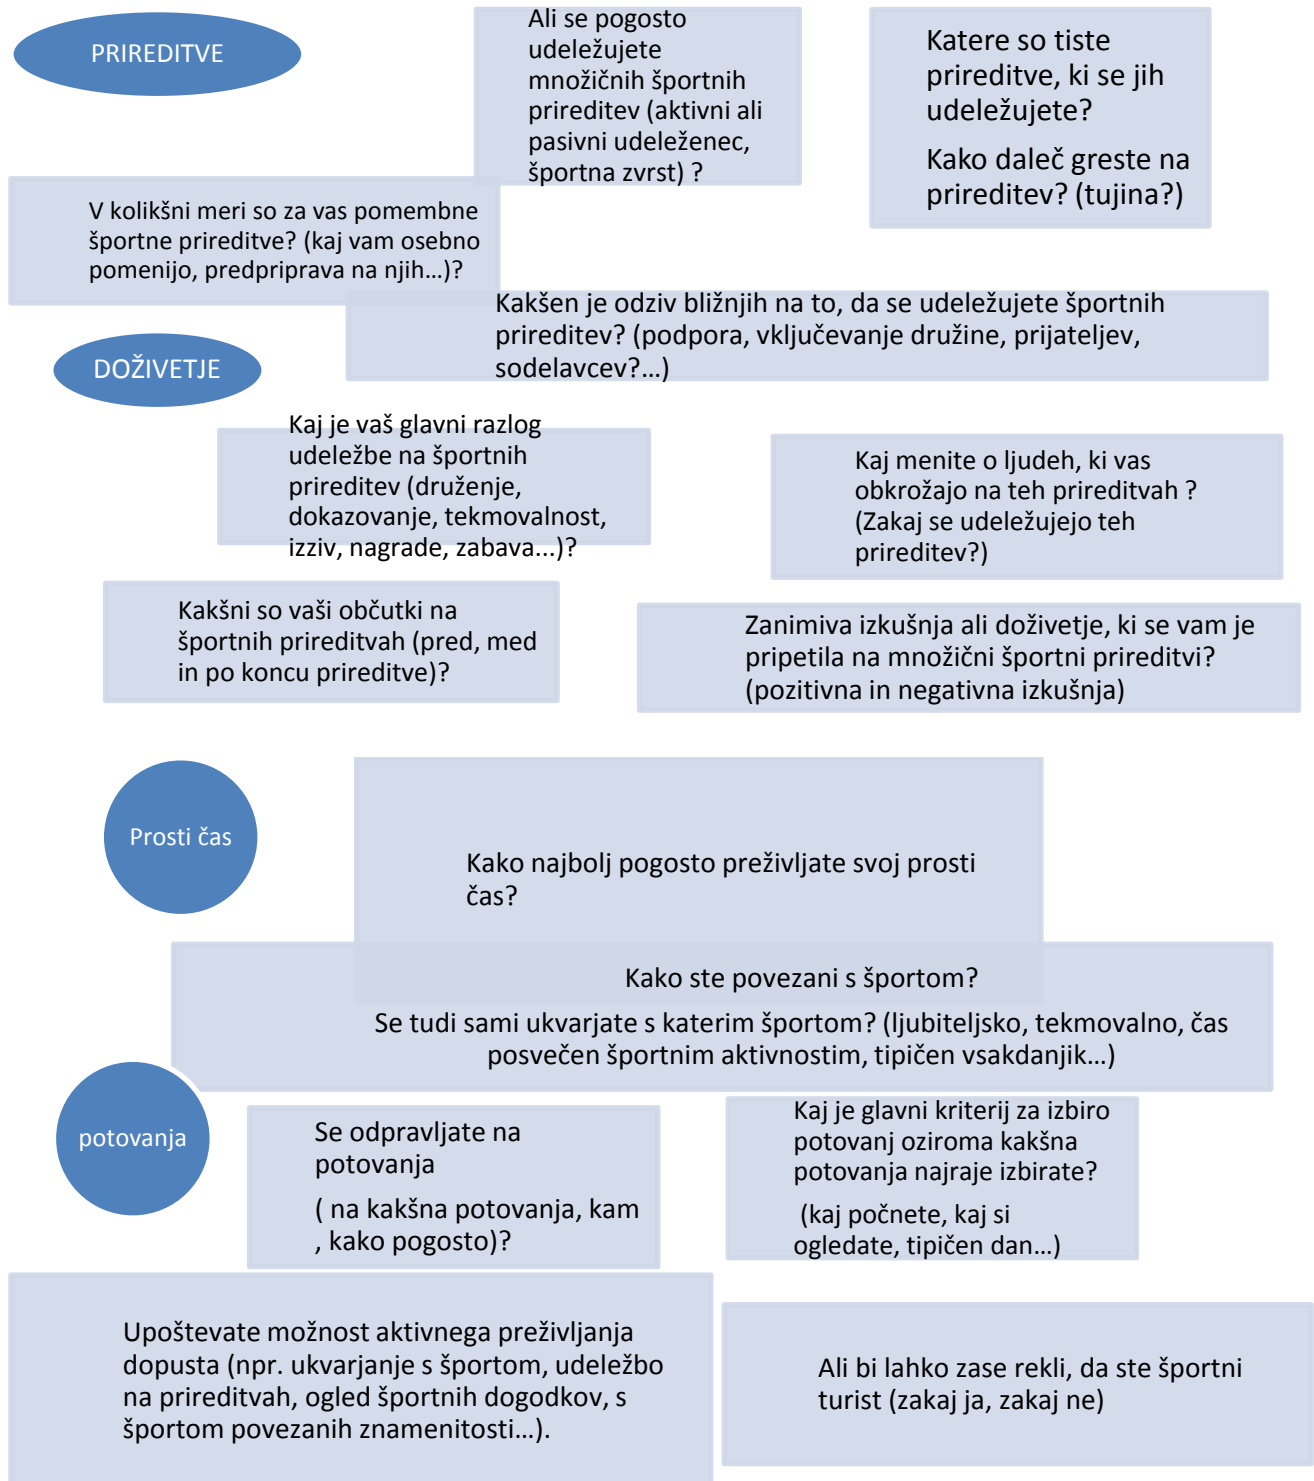 PRIREDITVE
Ali se pogosto
udeležujete
množičnih športnih
prireditev (aktivni ali
pasivni udeleženec,
športna zvrst) ?
Katere so tiste
prireditve, ki se jih
udeležujete?
Kako daleč greste na
prireditev? (tujina?)
V kolikšni meri so za vas pomembne
športne prireditve? (kaj vam osebno
pomenijo, predpriprava na njih…)?
Kakšen je odziv bližnjih na to, da se udeležujete športnih
prireditev? (podpora, vključevanje družine, prijateljev,
sodelavcev?…)
DOŽIVETJE
Kaj je vaš glavni razlog
udeležbe na športnih
prireditev (druženje,
dokazovanje, tekmovalnost,
izziv, nagrade, zabava...)?
Kaj menite o ljudeh, ki vas
obkrožajo na teh prireditvah ?
(Zakaj se udeležujejo teh
prireditev?)
Kakšni so vaši občutki na
športnih prireditvah (pred, med
in po koncu prireditve)?
Zanimiva izkušnja ali doživetje, ki se vam je
pripetila na množični športni prireditvi?
(pozitivna in negativna izkušnja)
Prosti čas
Kako najbolj pogosto preživljate svoj prosti
čas?
Kako ste povezani s športom?
Se tudi sami ukvarjate s katerim športom? (ljubiteljsko, tekmovalno, čas
posvečen športnim aktivnostim, tipičen vsakdanjik…)
potovanja
Se odpravljate na
potovanja
( na kakšna potovanja, kam
, kako pogosto)?
Kaj je glavni kriterij za izbiro
potovanj oziroma kakšna
potovanja najraje izbirate?
(kaj počnete, kaj si
ogledate, tipičen dan…)
Upoštevate možnost aktivnega preživljanja
dopusta (npr. ukvarjanje s športom, udeležbo
na prireditvah, ogled športnih dogodkov, s
športom povezanih znamenitosti…).
Ali bi lahko zase rekli, da ste športni
turist (zakaj ja, zakaj ne)